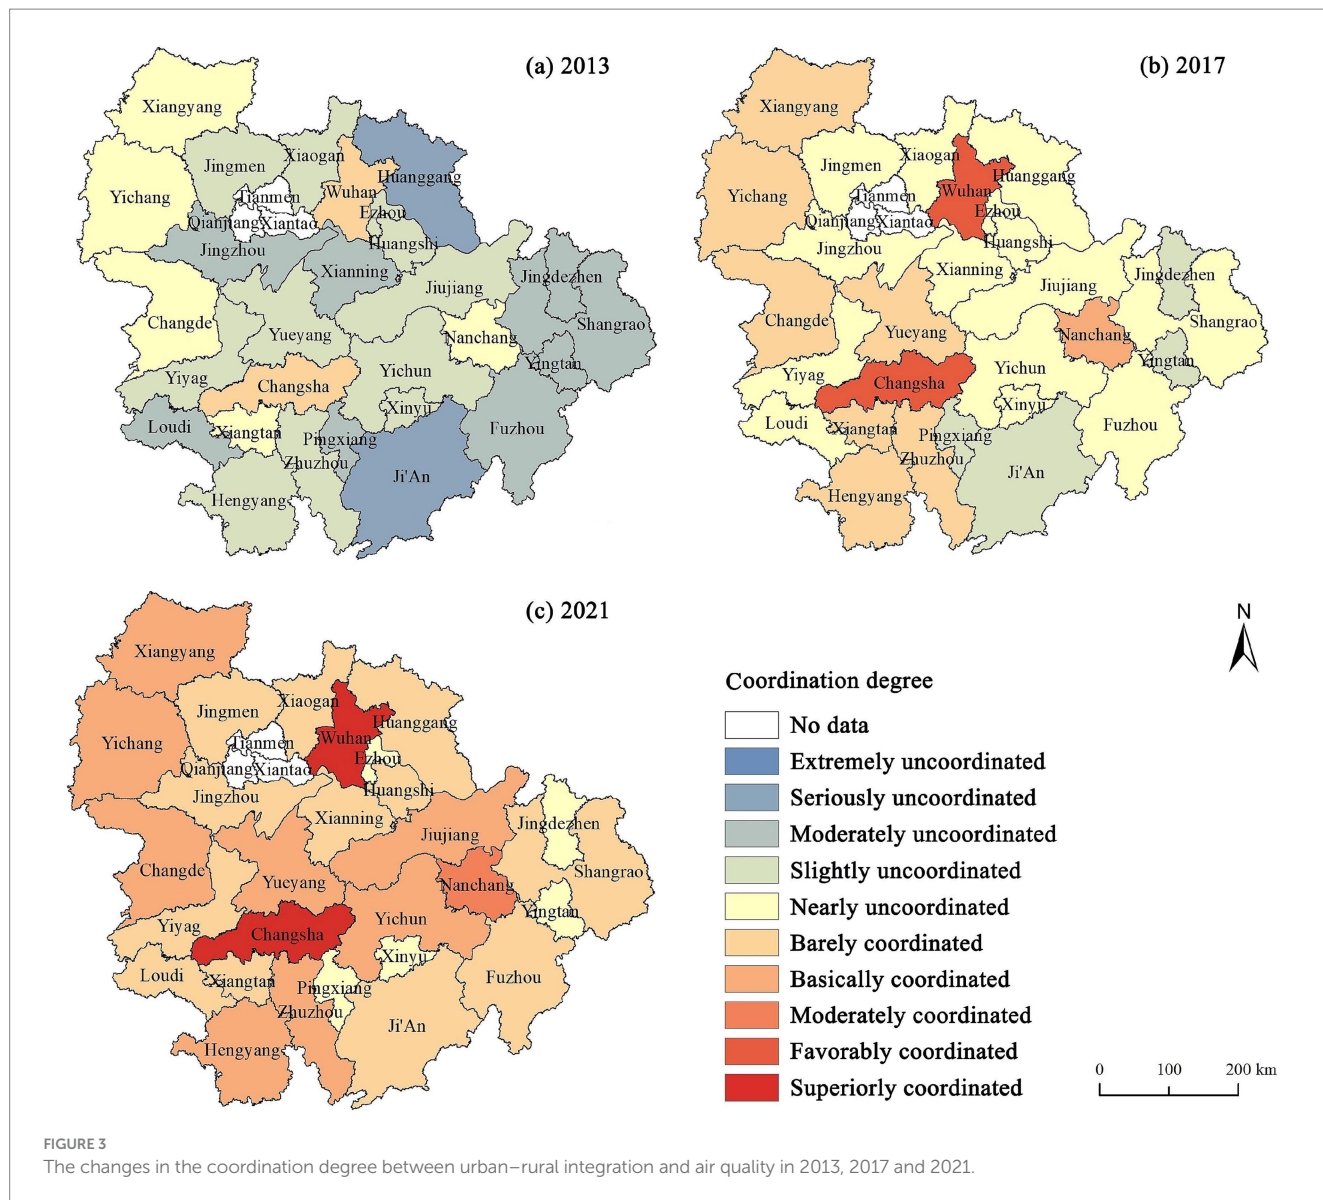 (a) 2013
Xiangyang
Jingmen
Xiaogan
Huanggang
Yichang
Tianmen
Wuhan
Ezhou
Qianjiang
Xiantao
Huangshi
Jingzhou
Xianning
Jiujiang
Jingdezhen
Changde
Yueyang
Nanchang
Shangrao
Yiyag
Changsha
Yichun
Yingtan
Xinyu
Loudi
Xiangtan
Pingxiang
Fuzhou
Zhuzhou
Ji'An
Hengyang
(b) 2017
Xiangyang
Jingmen
Xiaogan
Huanggang
Yichang
Tianmen
Wuhan
Ezhou
Qianjiang
Xiantao
Huangshi
Jingzhou
Xianning
Jiujiang
Jingdezhen
Changde
Yueyang
Nanchang
Shangrao
Yiyag
Changsha
Yichun
Yingtan
Xinyu
Loudi
Xiangtan
Pingxiang
Fuzhou
Zhuzhou
Ji'An
Hengyang
(c) 2021
Xiangyang
Jingmen
Xiaogan
Huanggang
Yichang
Tianmen
Wuhan
Ezhou
Qianjiang
Xiantao
Huangshi
Jingzhou
Xianning
Jiujiang
Jingdezhen
Changde
Yueyang
Nanchang
Shangrao
Yiyag
Changsha
Yichun
Yingtan
Xinyu
Loudi
Xiangtan
Pingxiang
Fuzhou
Zhuzhou
Ji'An
Hengyang
N
Coordination degree
No data
Extremely uncoordinated
Seriously uncoordinated
Moderately uncoordinated
Slightly uncoordinated
Nearly uncoordinated
Barely coordinated
Basically coordinated
Moderately coordinated
Favorably coordinated
Superiorly coordinated
0 100 200 km
FIGURE 3
The changes in the coordination degree between urban–rural integration and air quality in 2013, 2017 and 2021.